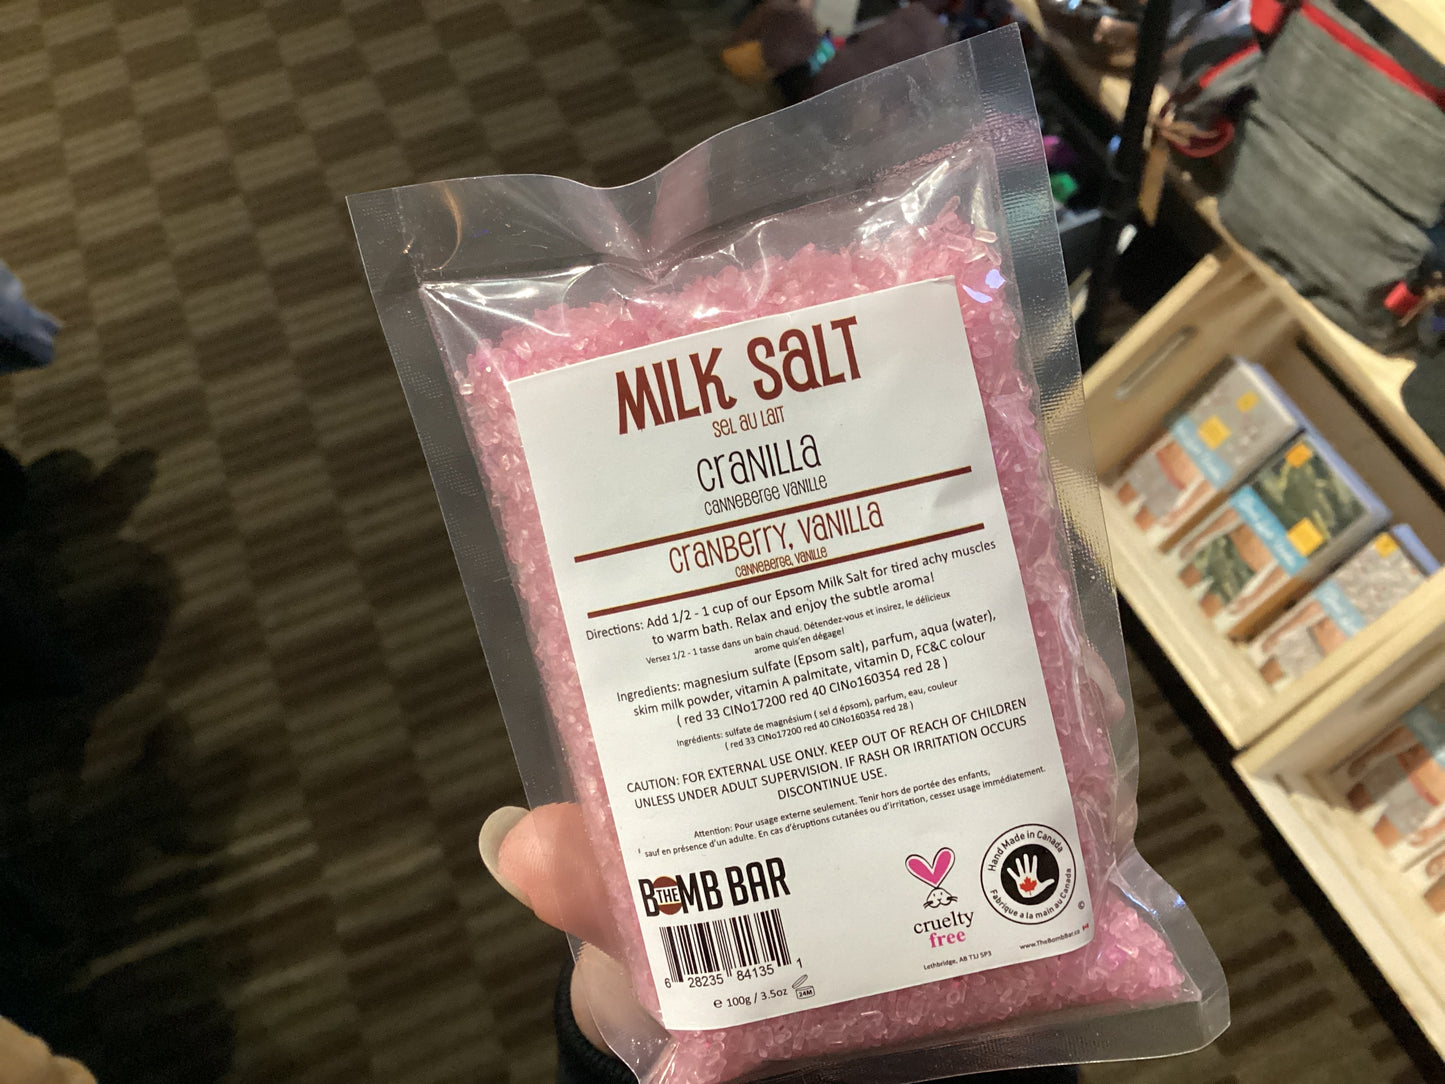 MILK SALT
SEL AU LAIT
CRANILLA
CANNEBERGE VANILLE
CRANBERRY, VANILLA
CANNEBERGE, VANILLE
Directions: Add 1/2 - 1 cup of our Epsom Milk Salt for tired achy muscles
to warm bath. Relax and enjoy the subtle aroma!
Versez 1/2 - 1 tasse dans un bain chaud. Détendez-vous et insirez, le délicieux
arome quis'en dégage!
Ingredients: magnesium sulfate (Epsom salt), parfum, aqua (water),
skim milk powder, vitamin A palmitate, vitamin D, FC&C colour
( red 33 CINo17200 red 40 CINo160354 red 28 )
Ingrédients: sulfate de magnésium ( sel d épsom), parfum, eau, couleur
( red 33 CINo17200 red 40 CINo160354 red 28 )
CAUTION: FOR EXTERNAL USE ONLY. KEEP OUT OF REACH OF CHILDREN
UNLESS UNDER ADULT SUPERVISION. IF RASH OR IRRITATION OCCURS
DISCONTINUE USE.
Attention: Pour usage externe seulement. Tenir hors de portée des enfants,
sauf en présence d'un adulte. En cas d'éruptions cutanées ou d'irritation, cessez usage immédiatement.
THE BOMB BAR
6 28235 84135 1
℮ 100g / 3.5oz
24M
cruelty
free
Lethbridge, AB T1J 5P3
Hand Made in Canada
Fabrique a la main au Canada
©
www.TheBombBar.ca